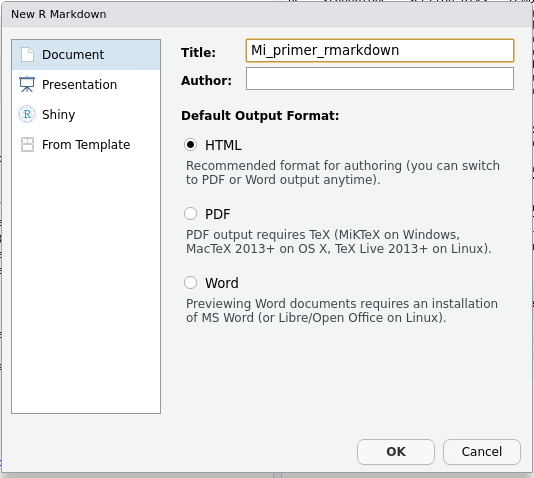 New R Markdown
Document
Presentation
Shiny
From Template
Title: Mi_primer_rmarkdown
Author:
Default Output Format:
HTML
Recommended format for authoring (you can switch
to PDF or Word output anytime).
PDF
PDF output requires TeX (MiKTeX on Windows,
MacTeX 2013+ on OS X, TeX Live 2013+ on Linux).
Word
Previewing Word documents requires an installation
of MS Word (or Libre/Open Office on Linux).
OK Cancel